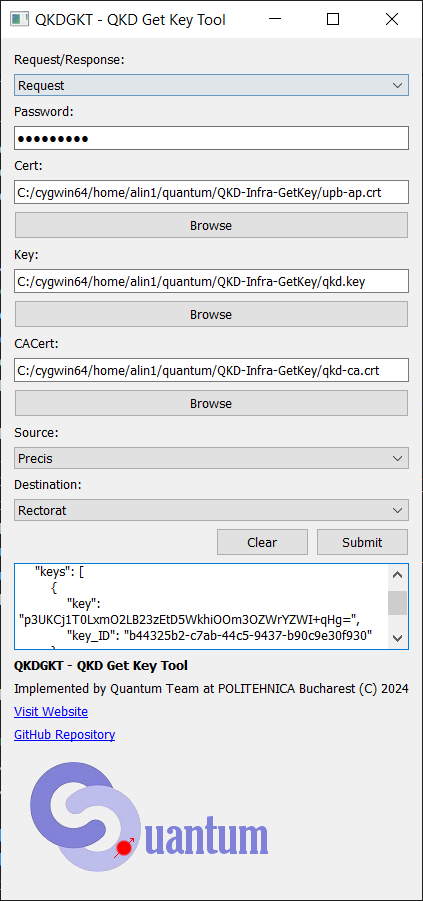 QKDGKT - QKD Get Key Tool
Request/Response:
Request
Password:
●●●●●●●●●
Cert:
C:/cygwin64/home/alin1/quantum/QKD-Infra-GetKey/upb-ap.crt
Browse
Key:
C:/cygwin64/home/alin1/quantum/QKD-Infra-GetKey/qkd.key
Browse
CACert:
C:/cygwin64/home/alin1/quantum/QKD-Infra-GetKey/qkd-ca.crt
Browse
Source:
Precis
Destination:
Rectorat
Clear Submit
"keys": [
{
"key":
"p3UKCj1T0LxmO2LB23zEtD5WkhiOOm3OZWrYZWI+qHg=",
"key_ID": "b44325b2-c7ab-44c5-9437-b90c9e30f930"
}
QKDGKT - QKD Get Key Tool
Implemented by Quantum Team at POLITEHNICA Bucharest (C) 2024
Visit Website
GitHub Repository
Quantum